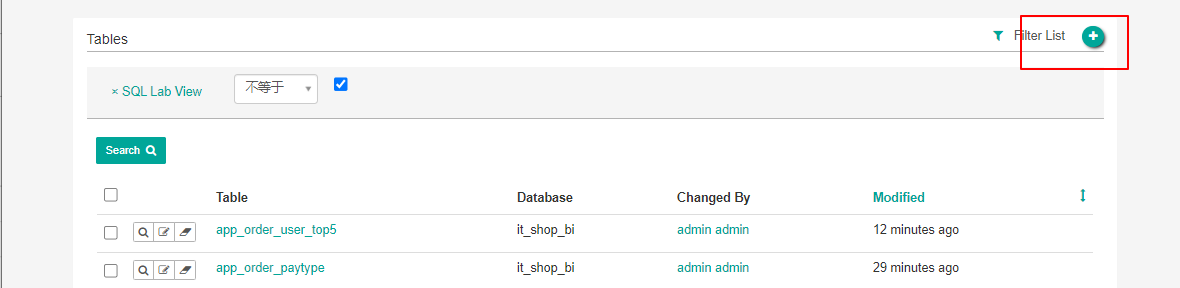 Tables Filter List
× SQL Lab View 不等于
Search
Table Database Changed By Modified
app_order_user_top5 it_shop_bi admin admin 12 minutes ago
app_order_paytype it_shop_bi admin admin 29 minutes ago